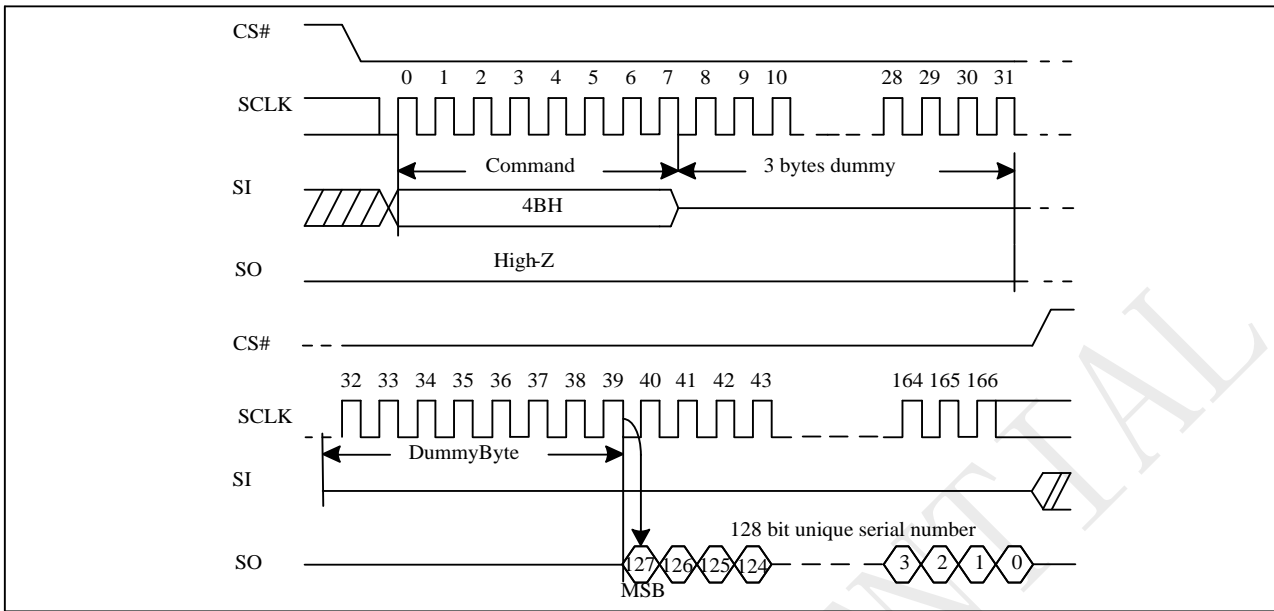 CS#
0 1 2 3 4 5 6 7 8 9 10 28 29 30 31
SCLK
Command 3 bytes dummy
SI
4BH
High-Z
SO
CS#
32 33 34 35 36 37 38 39 40 41 42 43 164 165 166
SCLK
DummyByte
SI
128 bit unique serial number
SO 127 126 125 124 3 2 1 0
MSB
NTIAL